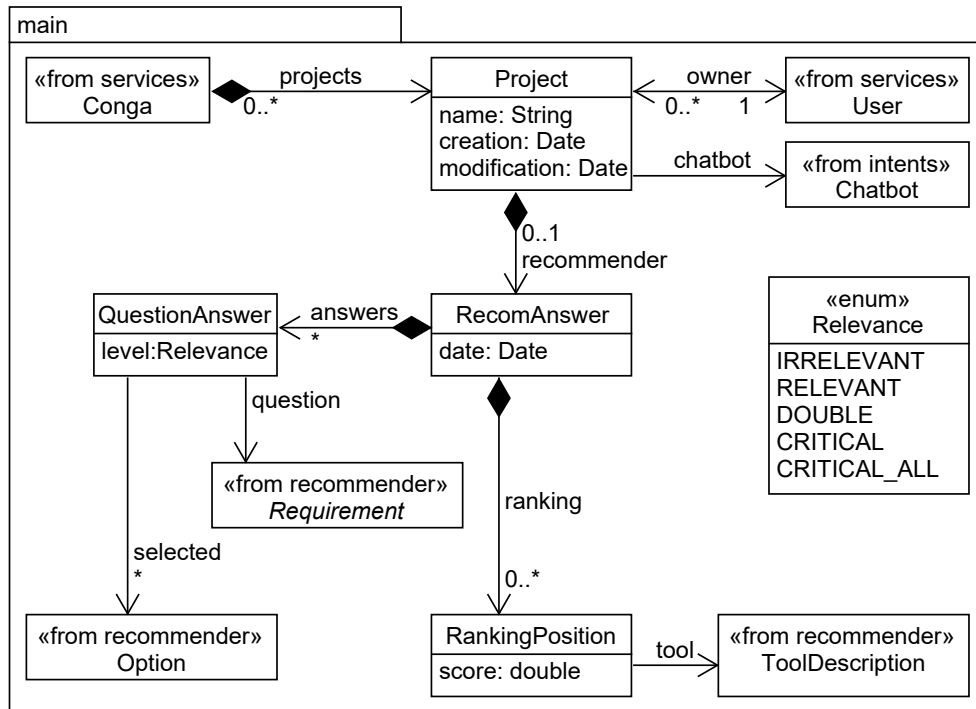 main
«from services»
Conga
projects
0..*
Project
name: String
creation: Date
modification: Date
owner
0..*
1
«from services»
User
chatbot
«from intents»
Chatbot
0..1
recommender
QuestionAnswer
level:Relevance
answers
*
RecomAnswer
date: Date
«enum»
Relevance
IRRELEVANT
RELEVANT
DOUBLE
CRITICAL
CRITICAL_ALL
question
«from recommender»
Requirement
ranking
selected
*
0..*
«from recommender»
Option
RankingPosition
score: double
tool
«from recommender»
ToolDescription